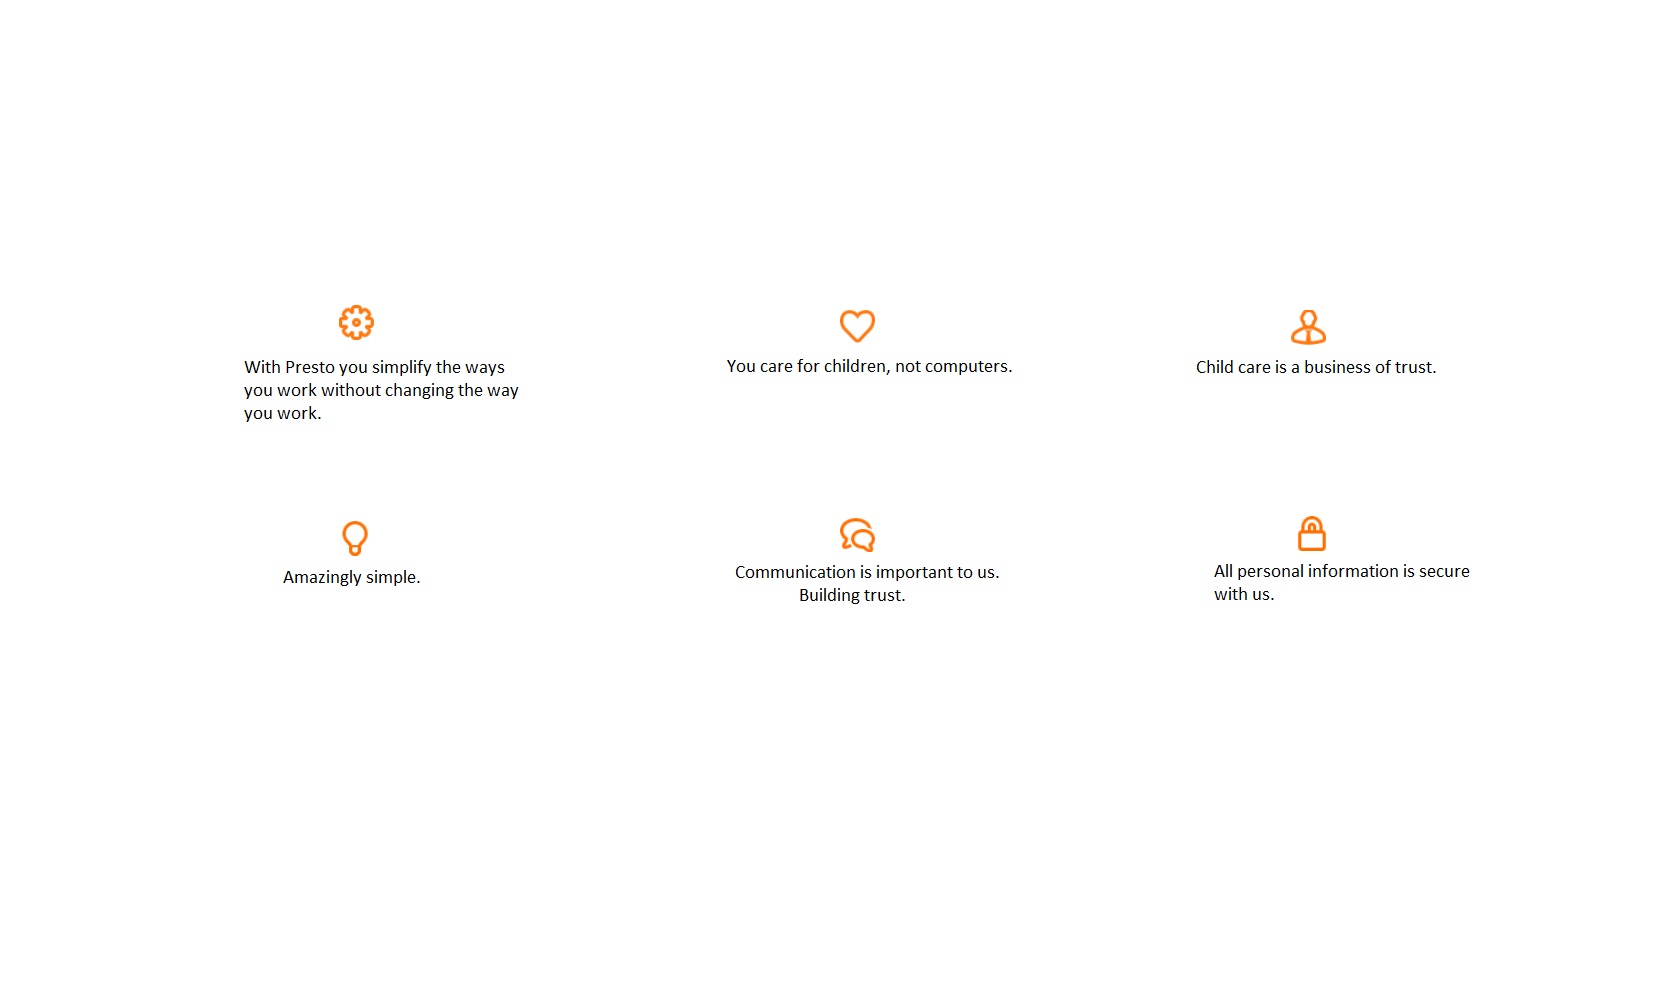 With Presto you simplify the ways
you work without changing the way
you work.
You care for children, not computers.
Child care is a business of trust.
Amazingly simple.
Communication is important to us.
Building trust.
All personal information is secure
with us.